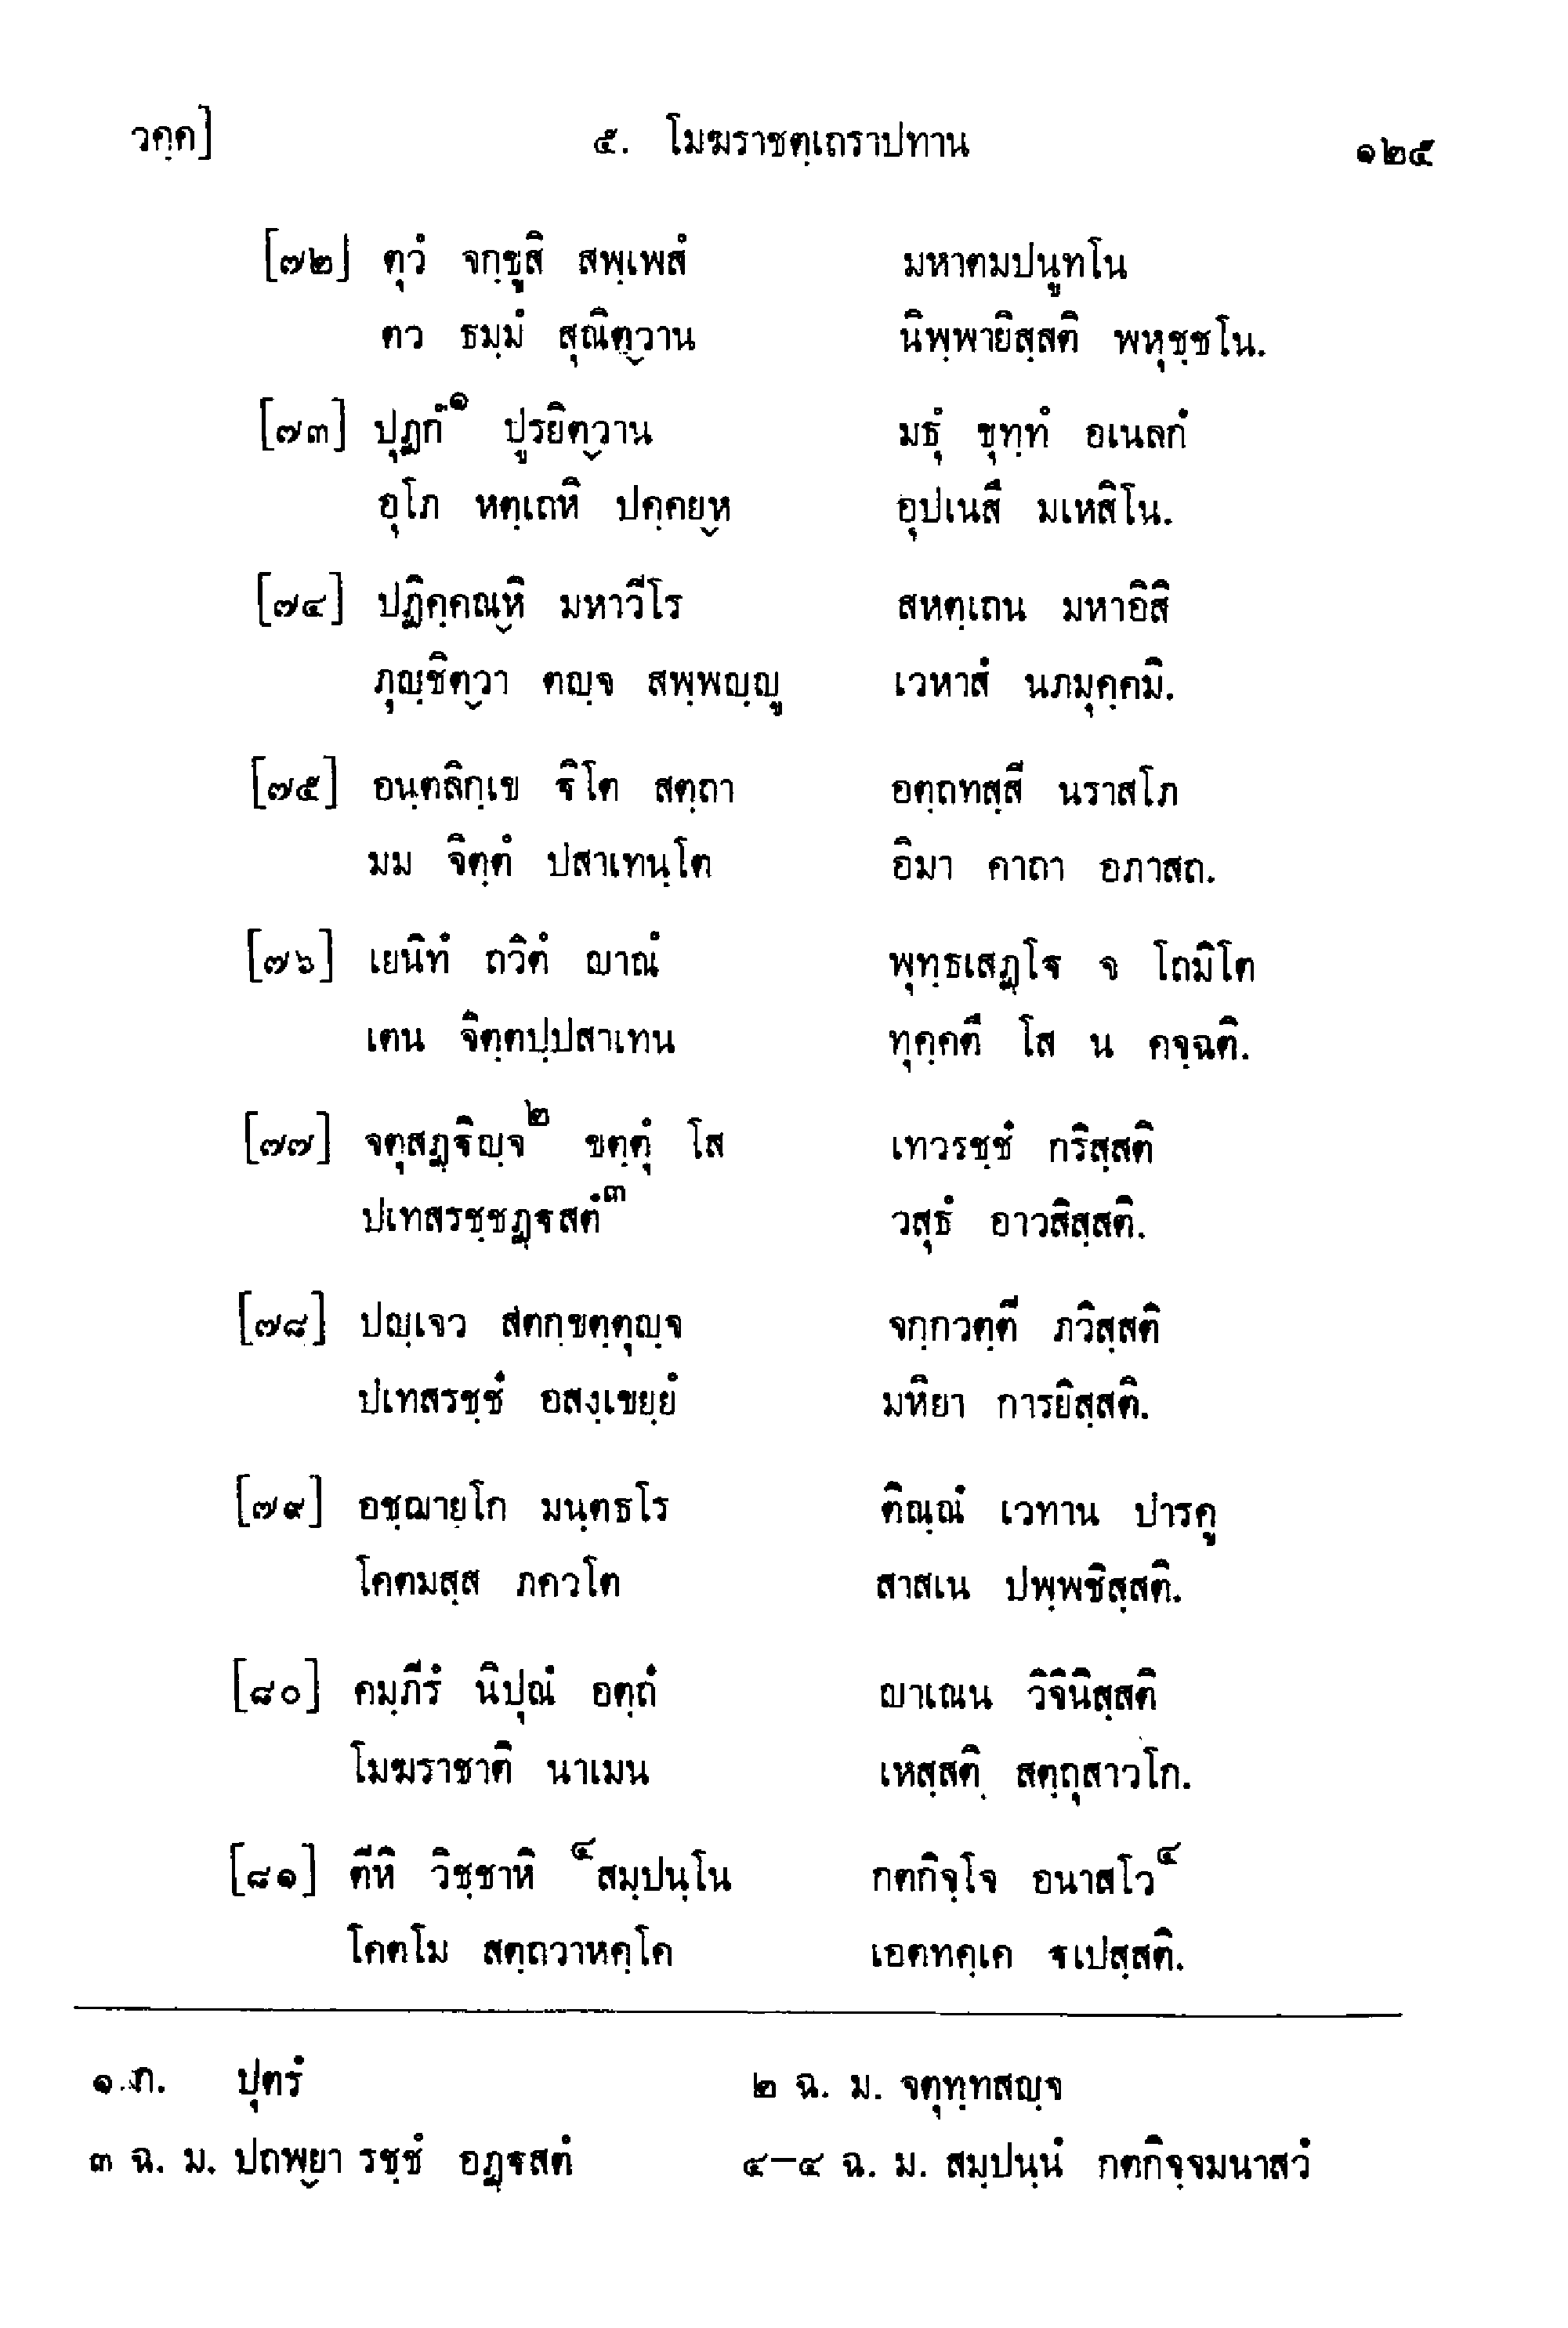 วคฺค] ๕. โมฆราชตฺเถราปทาน ๑๒๕
[๗๒] ตุวํ จกฺขูสิ สพฺเพสํ มหาตมปนูทโน
ตว ธมฺมํ สุณิตฺวาน นิพฺพายิสฺสติ พหุชฺชโน.
[๗๓] ปุฏกํ๑ ปูรยิตฺวาน มธุํ ขุทฺทํ อเนลกํ
อุโภ หตฺเถหิ ปคฺคยฺห อุปเนสึ มเหสิโน.
[๗๔] ปฏิคฺคณฺหิ มหาวีโร สหตฺเถน มหาอิสิ
ภุญฺชิตฺวา ตญฺจ สพฺพญฺญู เวหาสํ นภมุคฺคมิ.
[๗๕] อนฺตลิกฺเข ฐิโต สตฺถา อตฺถทสฺสี นราสโภ
มม จิตฺตํ ปสาเทนฺโต อิมา คาถา อภาสถ.
[๗๖] เยนิทํ ถวิตํ ญาณํ พุทฺธเสฏฺโฐ จ โถมิโต
เตน จิตฺตปฺปสาเทน ทุคฺคตึ โส น คจฺฉติ.
[๗๗] จตุสฏฺฐิญฺจ๒ ขตฺตุํ โส เทวรชฺชํ กริสฺสติ
ปเทสรชฺชฏฺฐสตํ๓ วสุธํ อาวสิสฺสติ.
[๗๘] ปญฺเจว สตกฺขตฺตุญฺจ จกฺกวตฺตี ภวิสฺสติ
ปเทสรชฺชํ อสงฺเขยฺยํ มหิยา การยิสฺสติ.
[๗๙] อชฺฌายโก มนฺตธโร ติณฺณํ เวทาน ปารคู
โคตมสฺส ภควโต สาสเน ปพฺพชิสฺสติ.
[๘๐] คมฺภีรํ นิปุณํ อตฺถํ ญาเณน วิจินิสฺสติ
โมฆราชาติ นาเมน เหสฺสติ สตฺถุสาวโก.
[๘๑] ตีหิ วิชฺชาหิ ๔สมฺปนฺโน กตกิจฺโจ อนาสโว๔
โคตโม สตฺถวาหคฺโค เอตทคฺเค ฐเปสฺสติ.
๑ ก. ปุตรํ ๒ ฉ. ม. จตุทฺทสญฺจ
๓ ฉ. ม. ปถพฺยา รชฺชํ อฏฺฐสตํ ๔–๔ ฉ. ม. สมฺปนฺนํ กตกิจฺจมนาสวํ